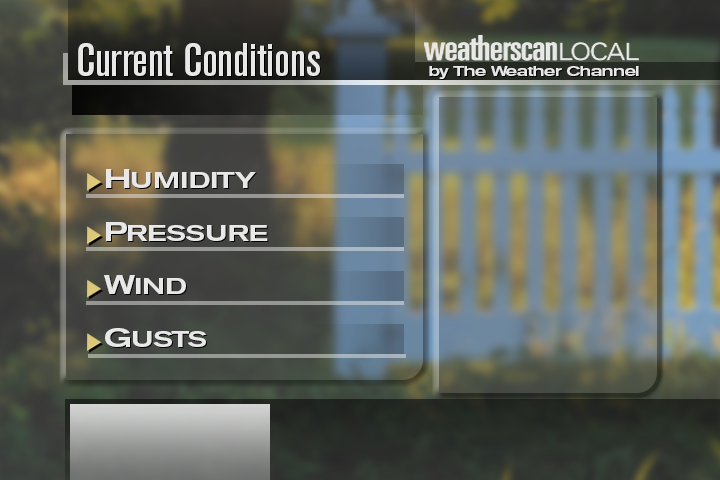 Current Conditions
weatherscanLOCAL
by The Weather Channel
HUMIDITY
PRESSURE
WIND
GUSTS